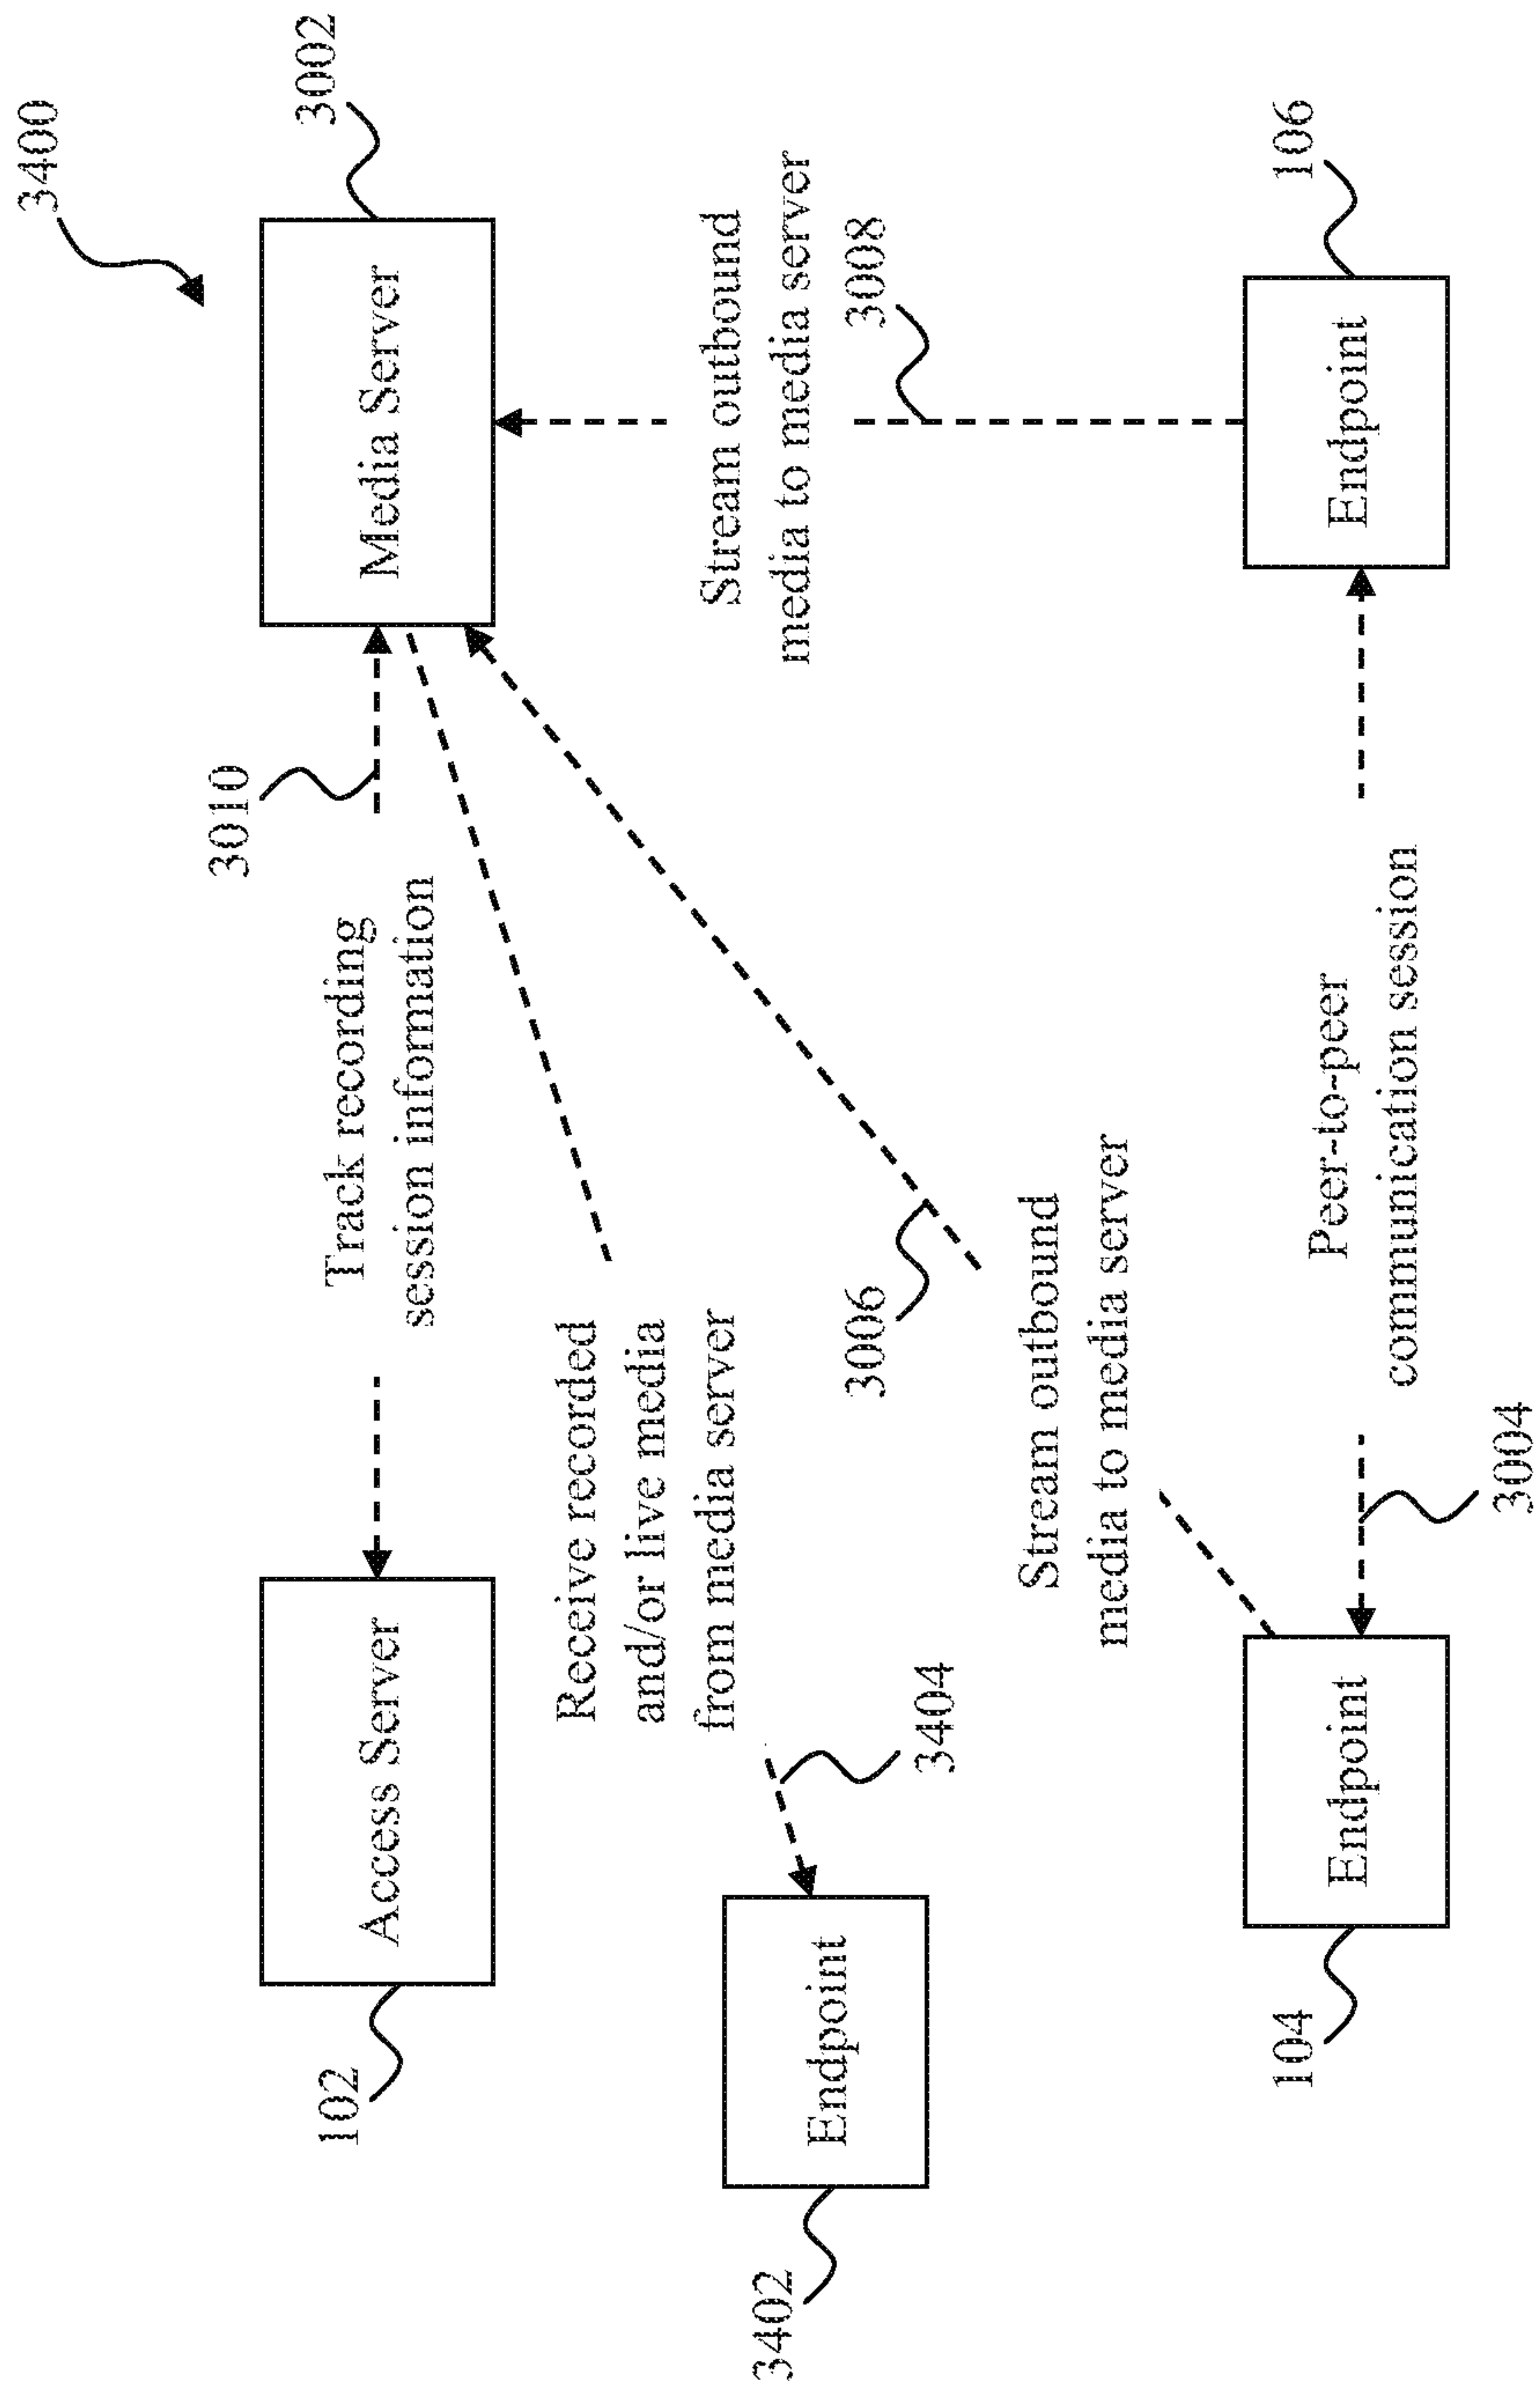 3400
102
Access Server
Track recording
session information
3010
Media Server
3002
3402
Endpoint
3404
Receive recorded
and/or live media
from media server
3006
Stream outbound
media to media server
Stream outbound
media to media server
3008
104
Endpoint
3004
Peer-to-peer
communication session
Endpoint
106